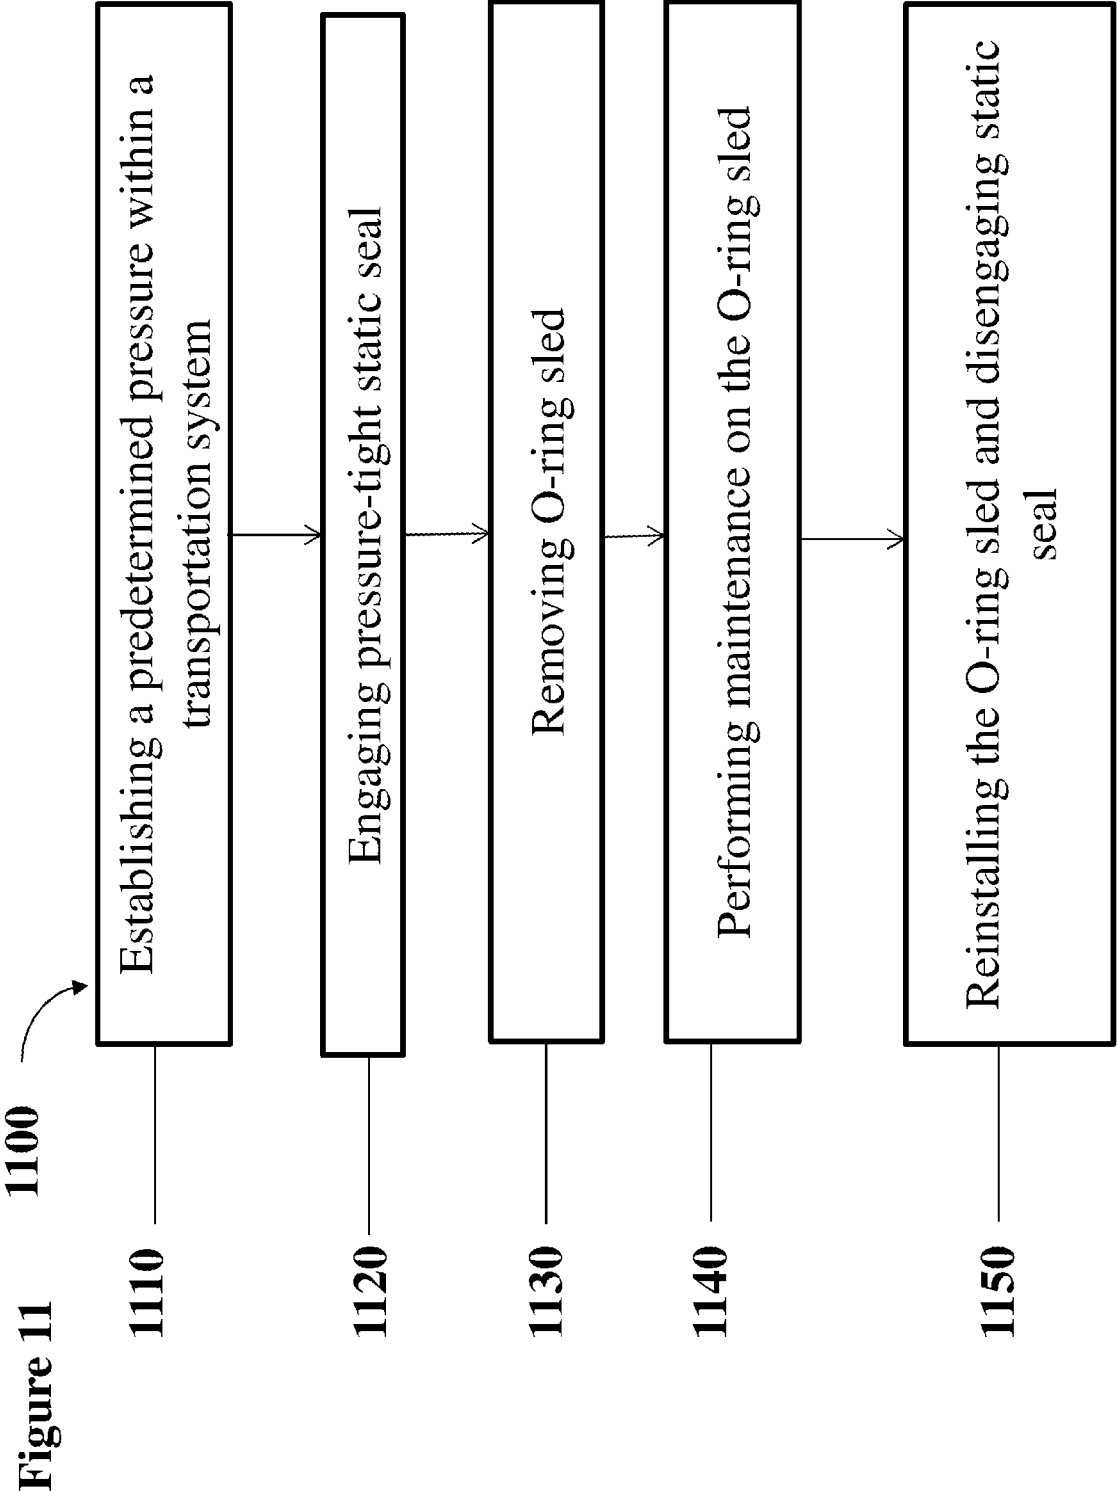 Figure 11
1100
1110
Establishing a predetermined pressure within a
transportation system
1120
Engaging pressure-tight static seal
1130
Removing O-ring sled
1140
Performing maintenance on the O-ring sled
1150
Reinstalling the O-ring sled and disengaging static
seal